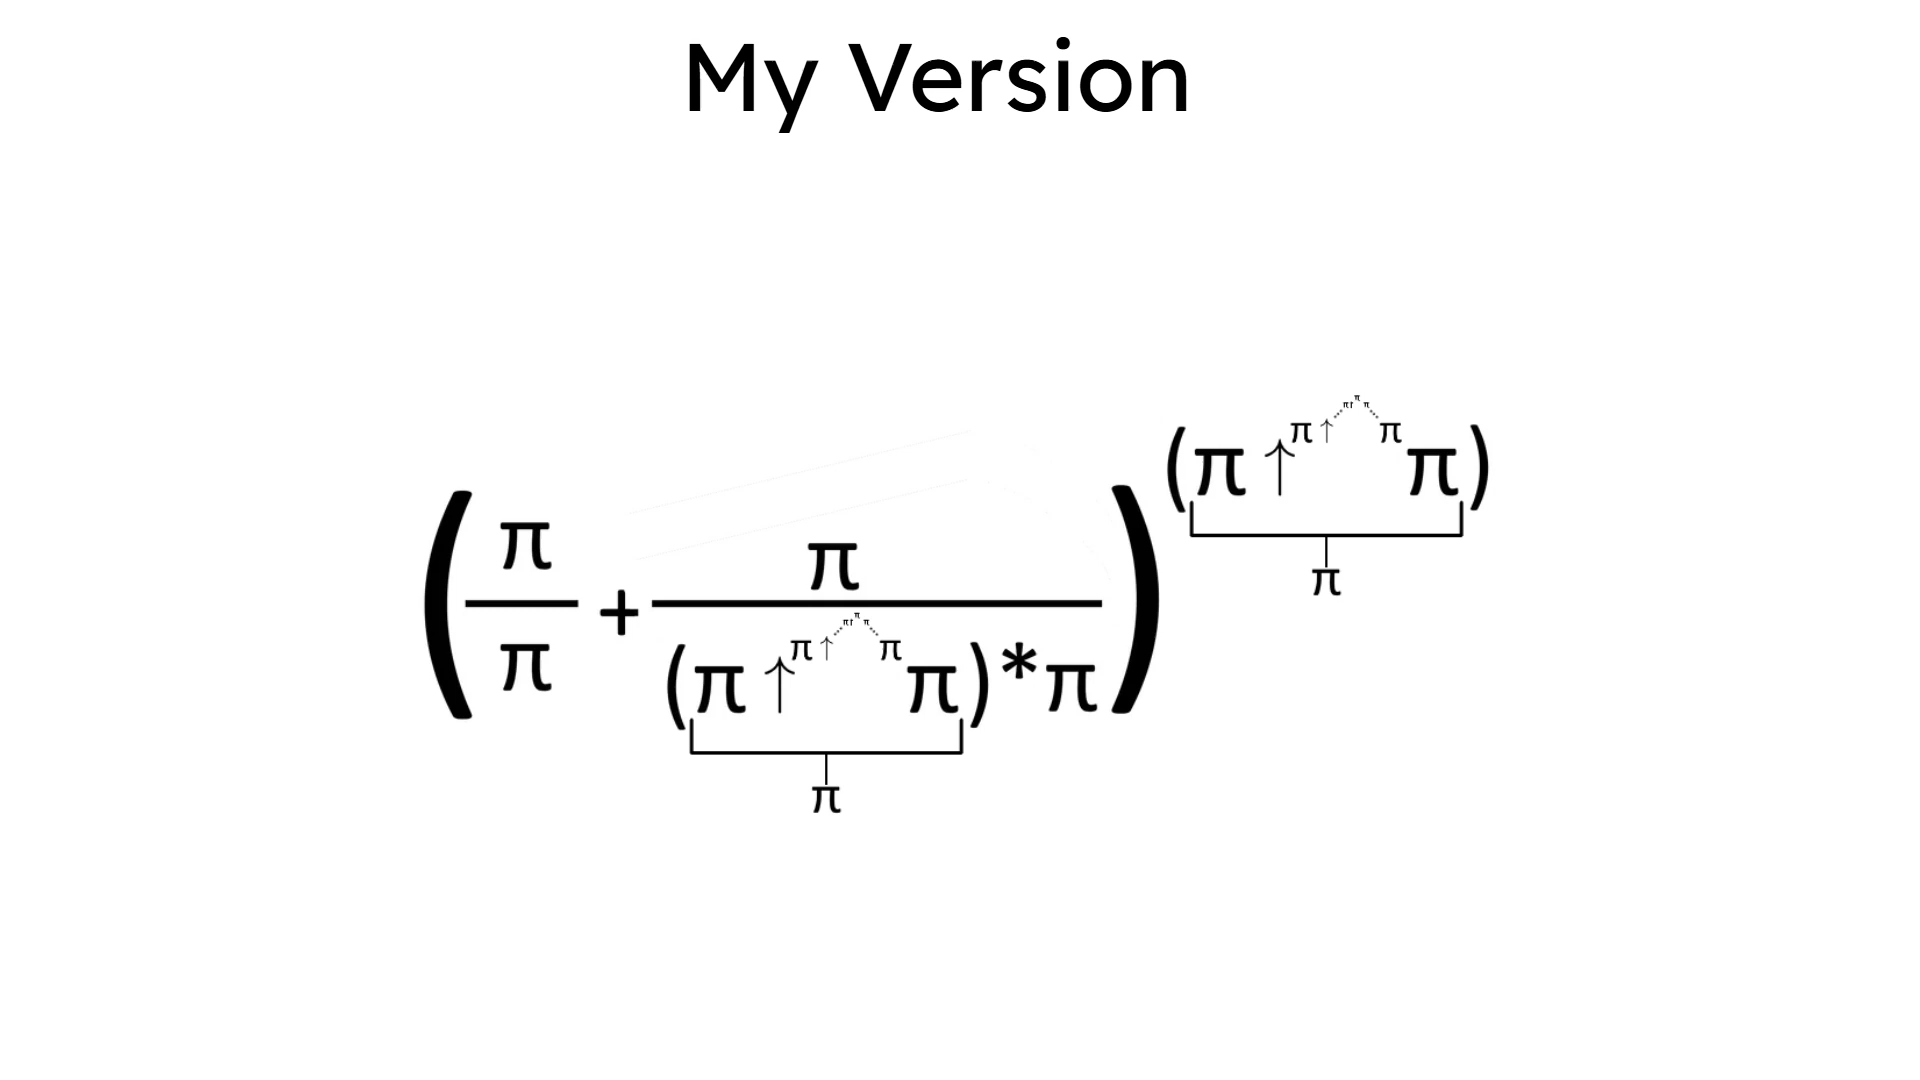 My Version
(π/π + π/((π ↑^(π ↑^(⋰ π ↑^π π ⋱) π) π)*π))^(π ↑^(π ↑^(⋰ π ↑^π π ⋱) π) π)
π
π